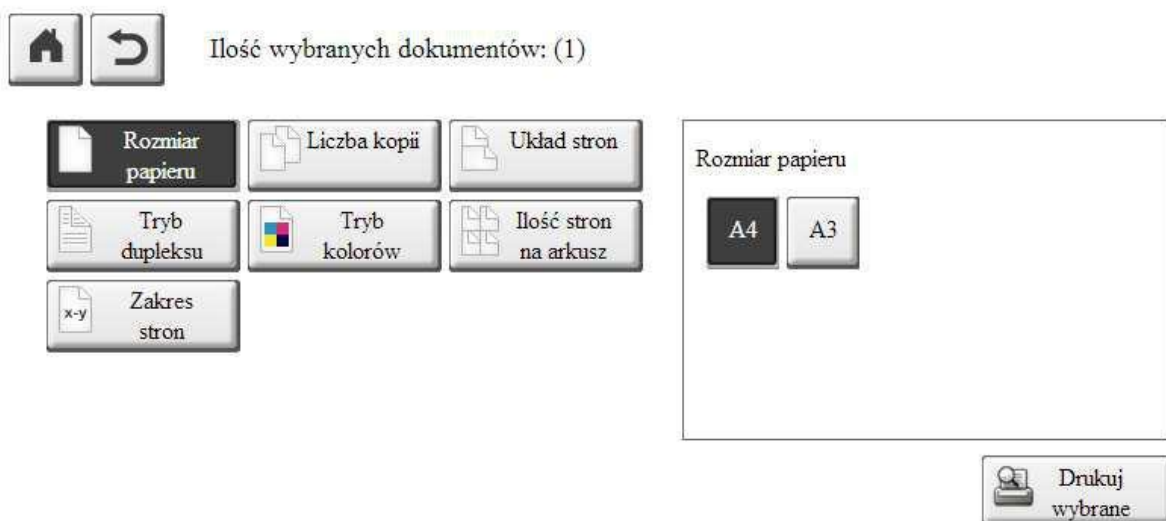 Ilość wybranych dokumentów: (1)
Rozmiar
papieru
Liczba kopii
Układ stron
Tryb
dupleksu
Tryb
kolorów
Ilość stron
na arkusz
x-y
Zakres
stron
Rozmiar papieru
A4
A3
Drukuj
wybrane